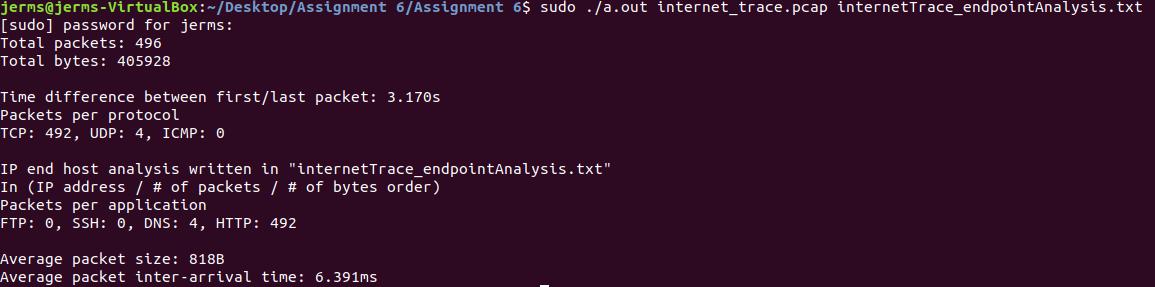 jerms@jerms-VirtualBox:~/Desktop/Assignment 6/Assignment 6$ sudo ./a.out internet_trace.pcap internetTrace_endpointAnalysis.txt
[sudo] password for jerms:
Total packets: 496
Total bytes: 405928
Time difference between first/last packet: 3.170s
Packets per protocol
TCP: 492, UDP: 4, ICMP: 0
IP end host analysis written in "internetTrace_endpointAnalysis.txt"
In (IP address / # of packets / # of bytes order)
Packets per application
FTP: 0, SSH: 0, DNS: 4, HTTP: 492
Average packet size: 818B
Average packet inter-arrival time: 6.391ms